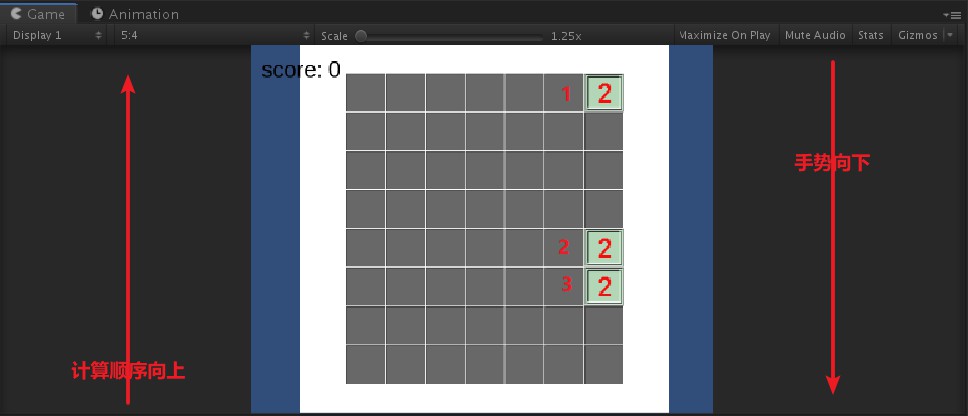 Game Animation
Display 1 5:4 Scale 1.25x Maximize On Play Mute Audio Stats Gizmos
score: 0
1 2
手势向下
2 2
3 2
计算顺序向上